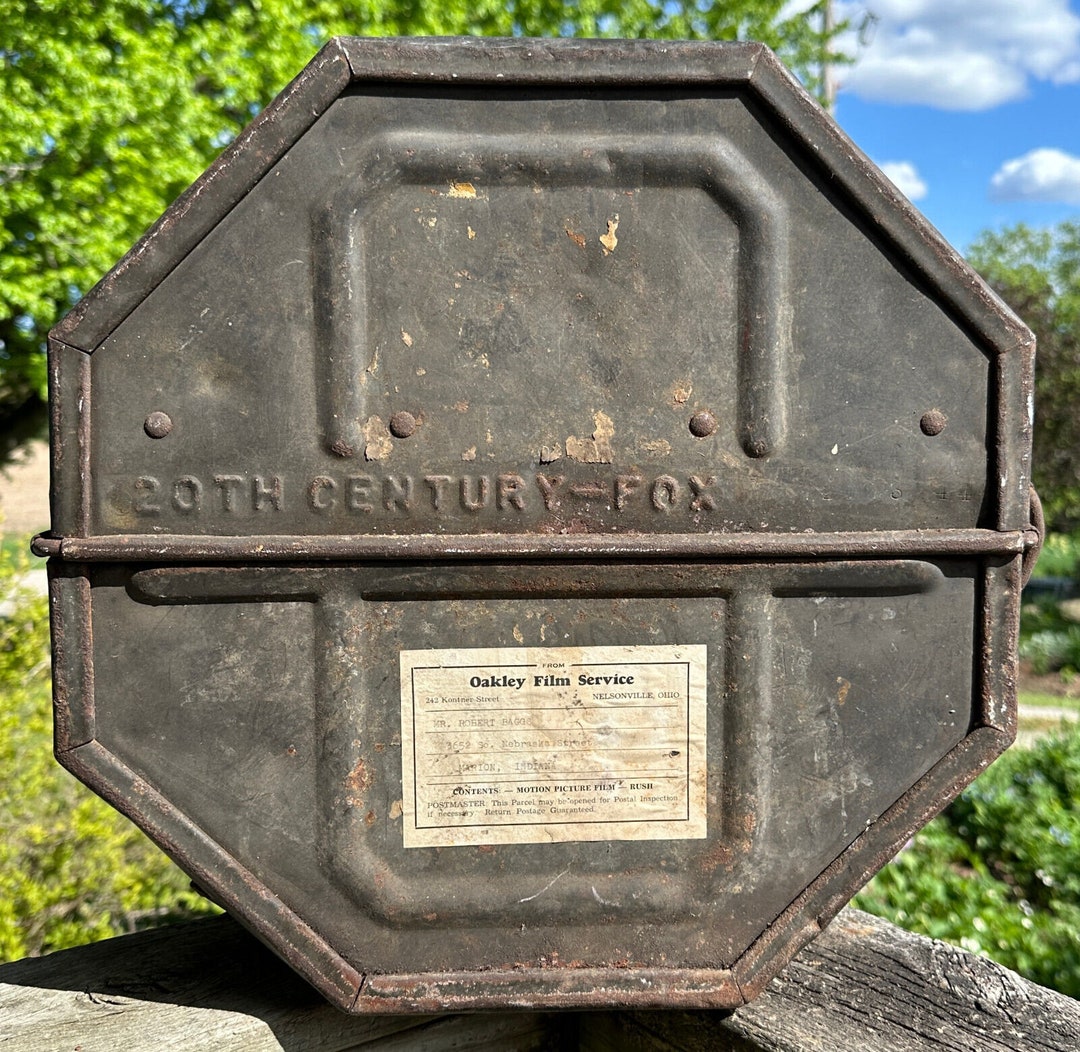 20TH CENTURY-FOX
FROM
Oakley Film Service
242 Kontner Street NELSONVILLE, OHIO
MR. ROBERT BAGGS
So. Nebraska Street
MARION, INDIANA
CONTENTS — MOTION PICTURE FILM — RUSH
POSTMASTER: This Parcel may be opened for Postal Inspection
if necessary. Return Postage Guaranteed.